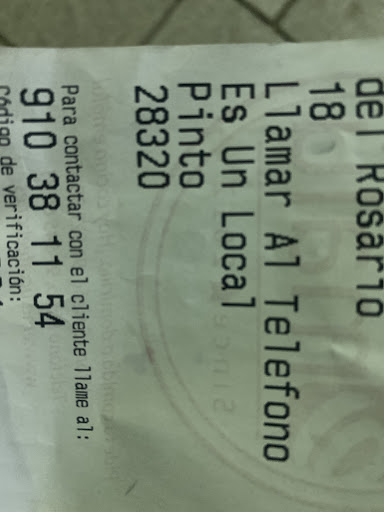 del Rosario
18
Llamar Al Telefono
Es Un Local
Pinto
28320
Para contactar con el cliente llame al:
910 38 11 54
Código de verificación: